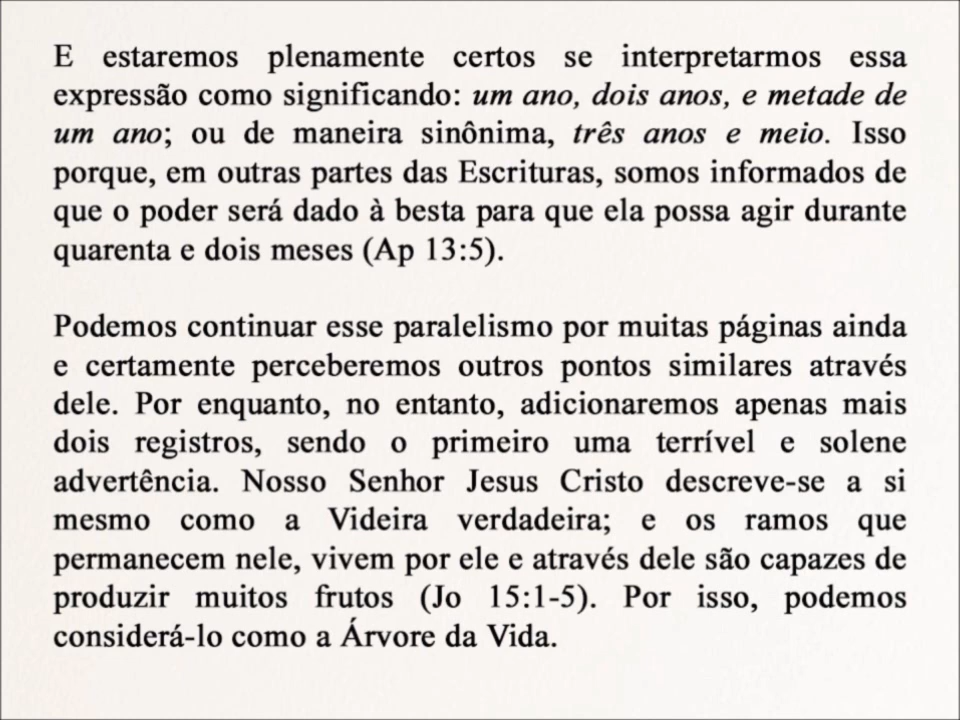 E estaremos plenamente certos se interpretarmos essa
expressão como significando: um ano, dois anos, e metade de
um ano; ou de maneira sinônima, três anos e meio. Isso
porque, em outras partes das Escrituras, somos informados de
que o poder será dado à besta para que ela possa agir durante
quarenta e dois meses (Ap 13:5).
Podemos continuar esse paralelismo por muitas páginas ainda
e certamente perceberemos outros pontos similares através
dele. Por enquanto, no entanto, adicionaremos apenas mais
dois registros, sendo o primeiro uma terrível e solene
advertência. Nosso Senhor Jesus Cristo descreve-se a si
mesmo como a Videira verdadeira; e os ramos que
permanecem nele, vivem por ele e através dele são capazes de
produzir muitos frutos (Jo 15:1-5). Por isso, podemos
considerá-lo como a Árvore da Vida.